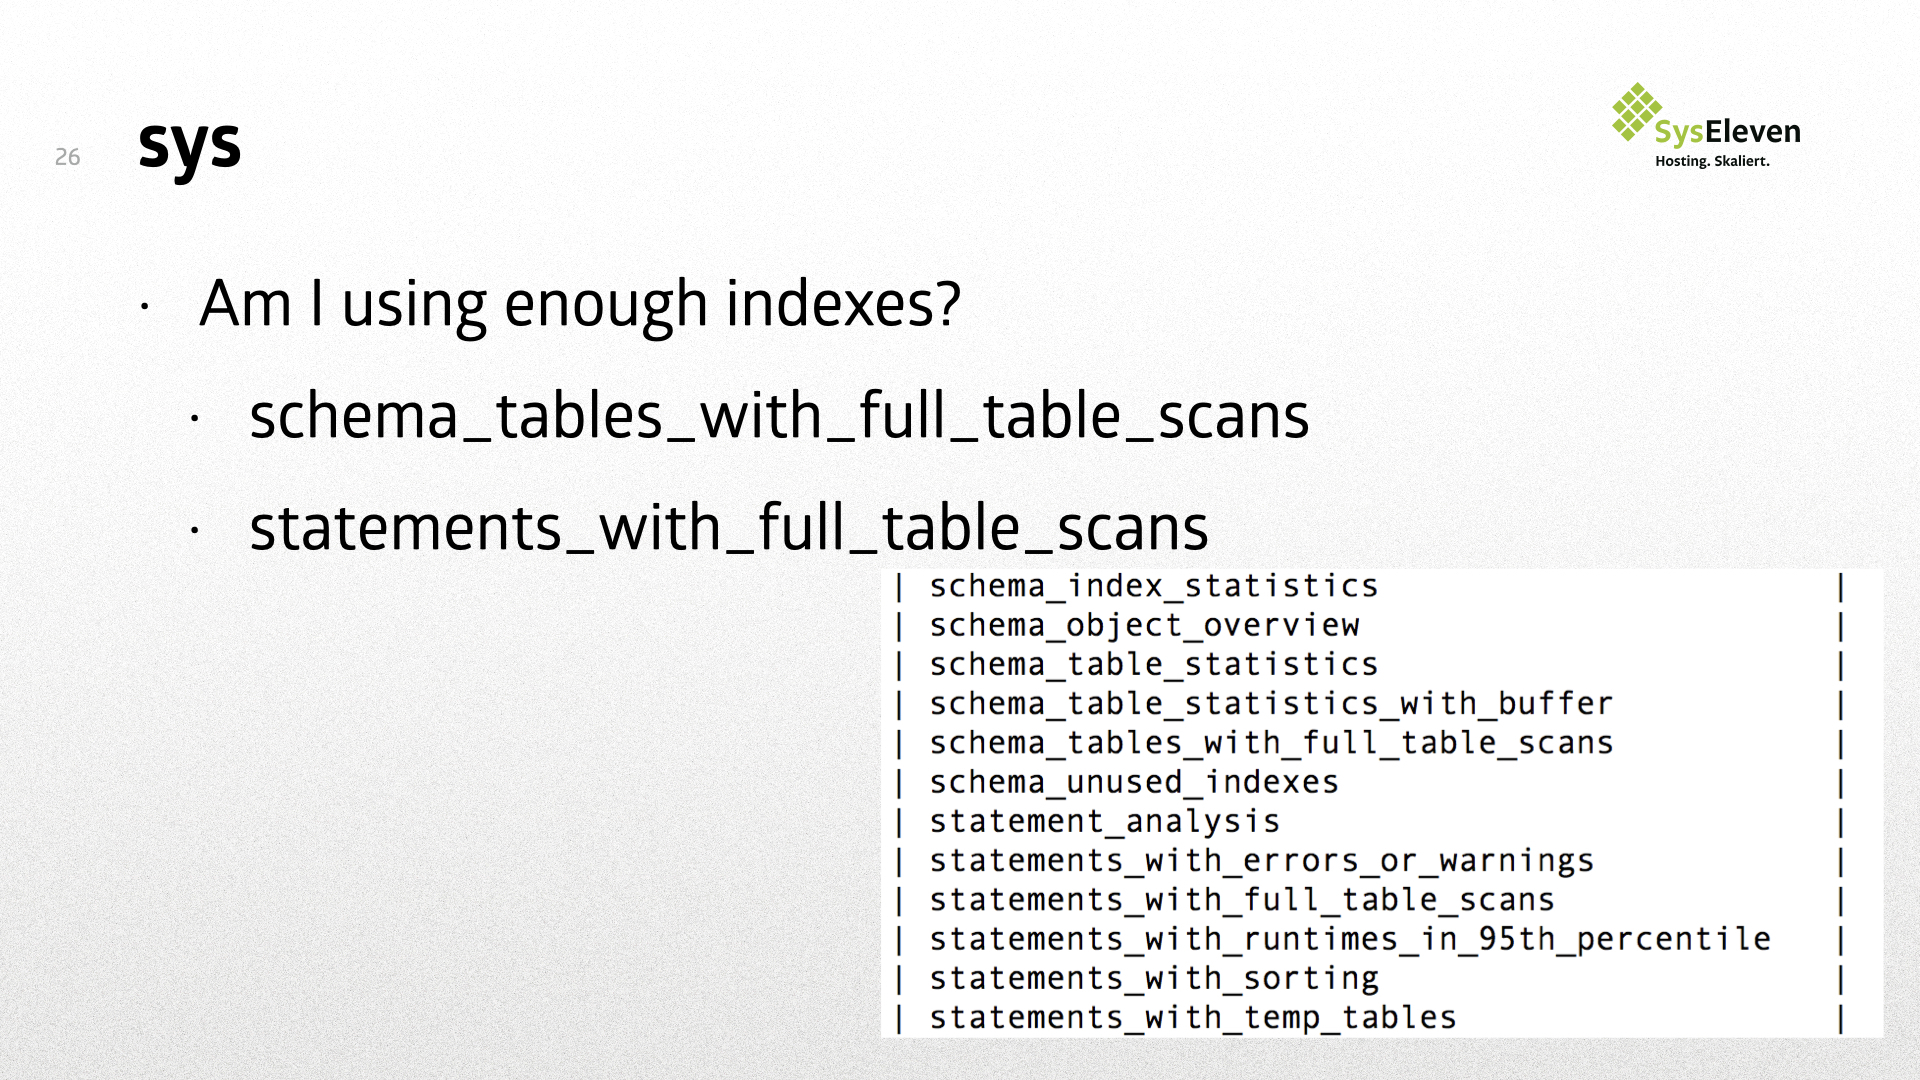 26
sys
SysEleven
Hosting. Skaliert.
· Am I using enough indexes?
· schema_tables_with_full_table_scans
· statements_with_full_table_scans
| schema_index_statistics |
| schema_object_overview |
| schema_table_statistics |
| schema_table_statistics_with_buffer |
| schema_tables_with_full_table_scans |
| schema_unused_indexes |
| statement_analysis |
| statements_with_errors_or_warnings |
| statements_with_full_table_scans |
| statements_with_runtimes_in_95th_percentile |
| statements_with_sorting |
| statements_with_temp_tables |